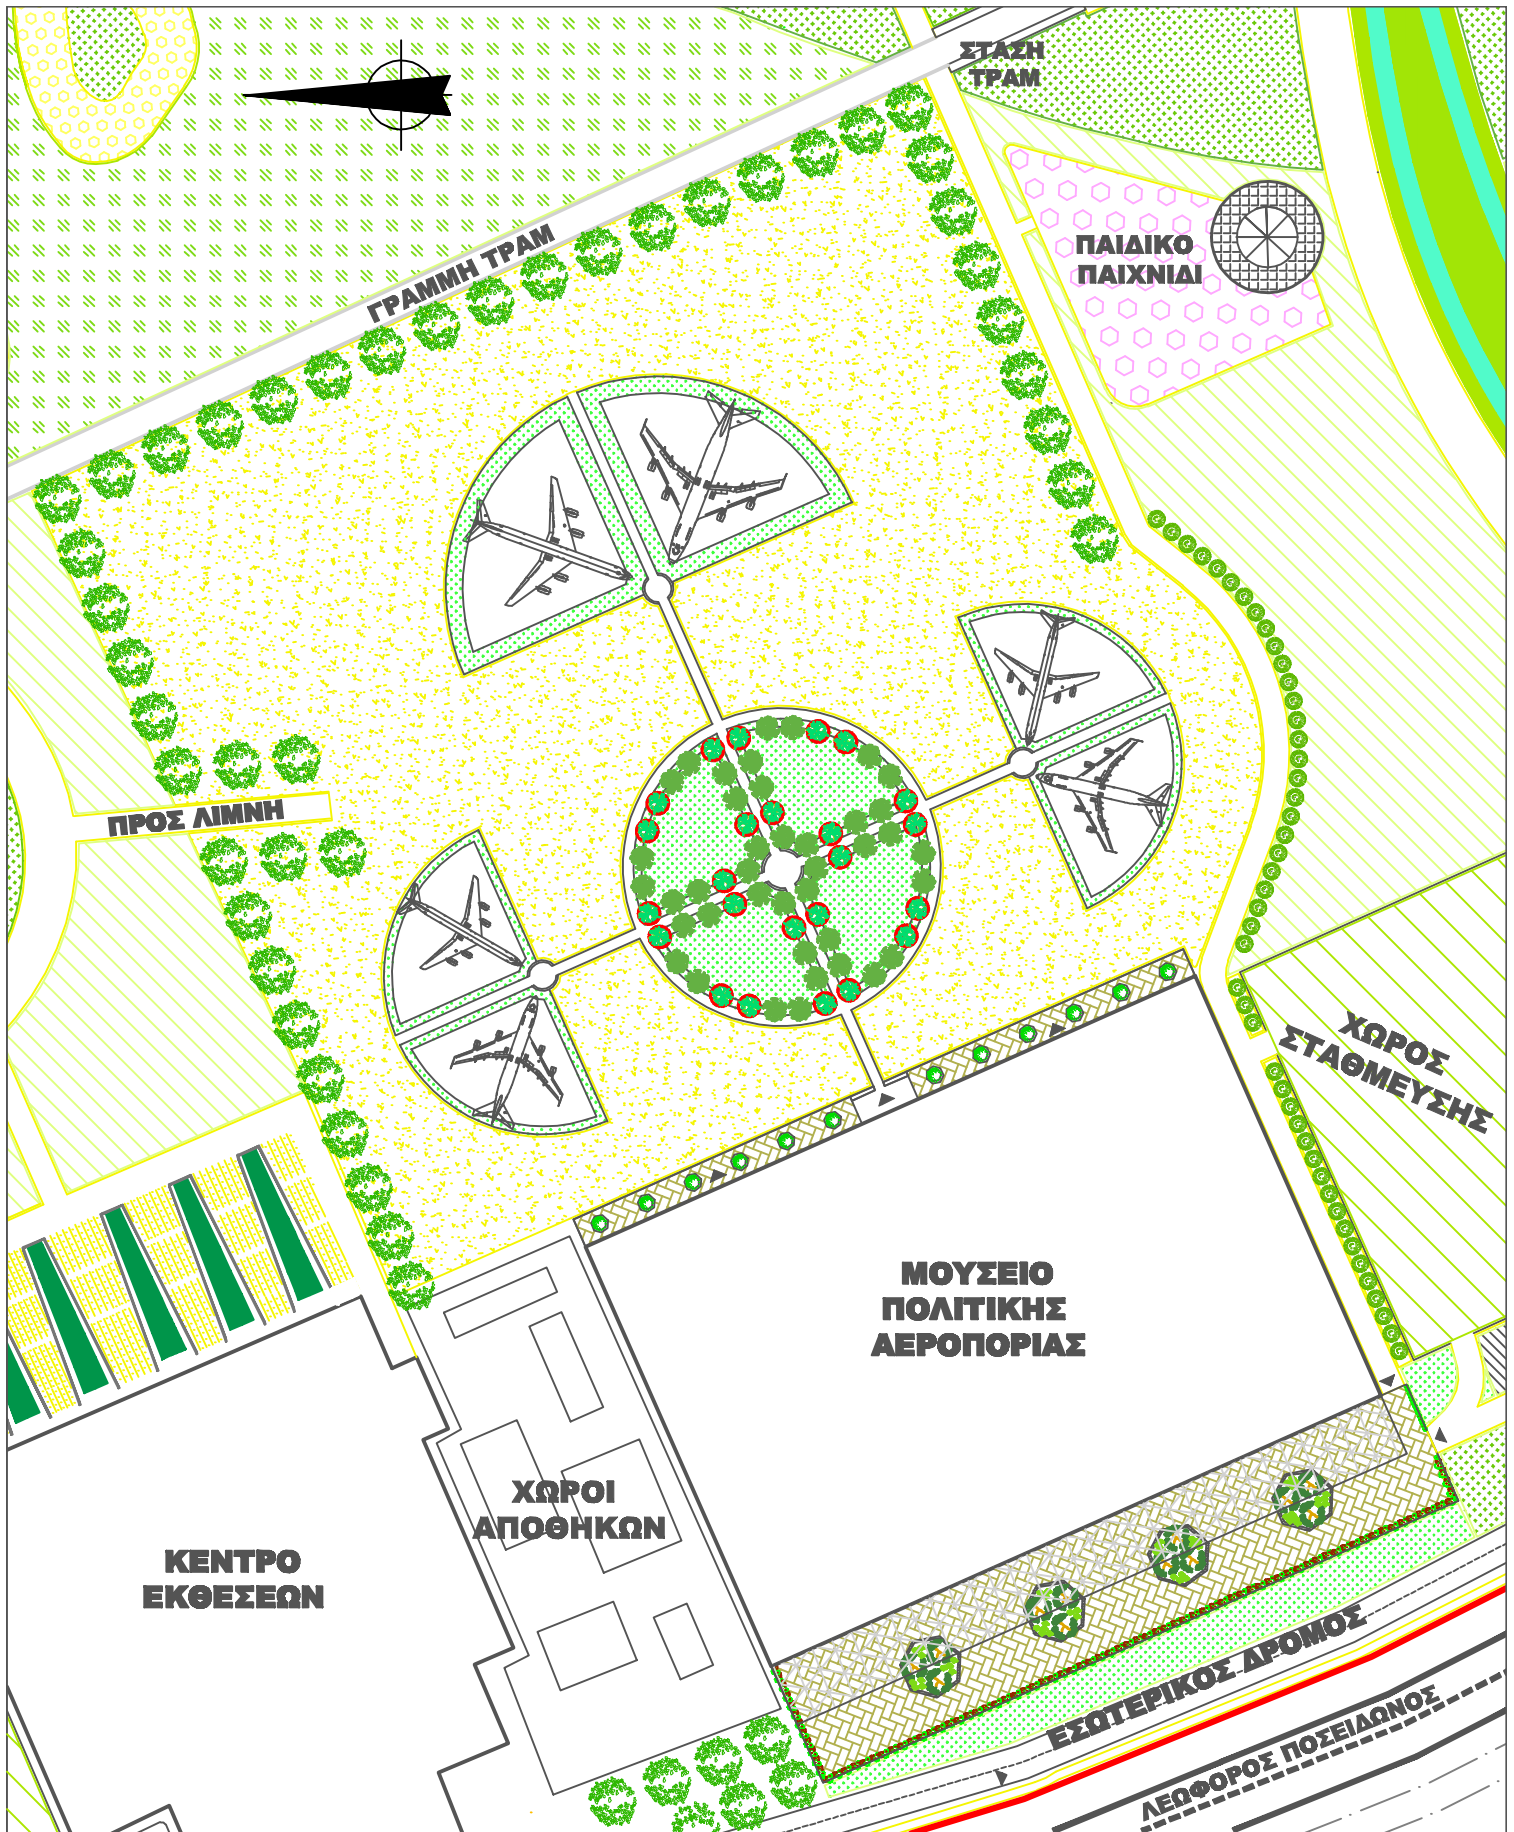 ΣΤΑΣΗ
ΤΡΑΜ
ΓΡΑΜΜΗ ΤΡΑΜ
ΠΑΙΔΙΚΟ
ΠΑΙΧΝΙΔΙ
ΠΡΟΣ ΛΙΜΝΗ
ΧΩΡΟΣ
ΣΤΑΘΜΕΥΣΗΣ
ΜΟΥΣΕΙΟ
ΠΟΛΙΤΙΚΗΣ
ΑΕΡΟΠΟΡΙΑΣ
ΧΩΡΟΙ
ΑΠΟΘΗΚΩΝ
ΚΕΝΤΡΟ
ΕΚΘΕΣΕΩΝ
ΕΣΩΤΕΡΙΚΟΣ ΔΡΟΜΟΣ
ΛΕΩΦΟΡΟΣ ΠΟΣΕΙΔΩΝΟΣ